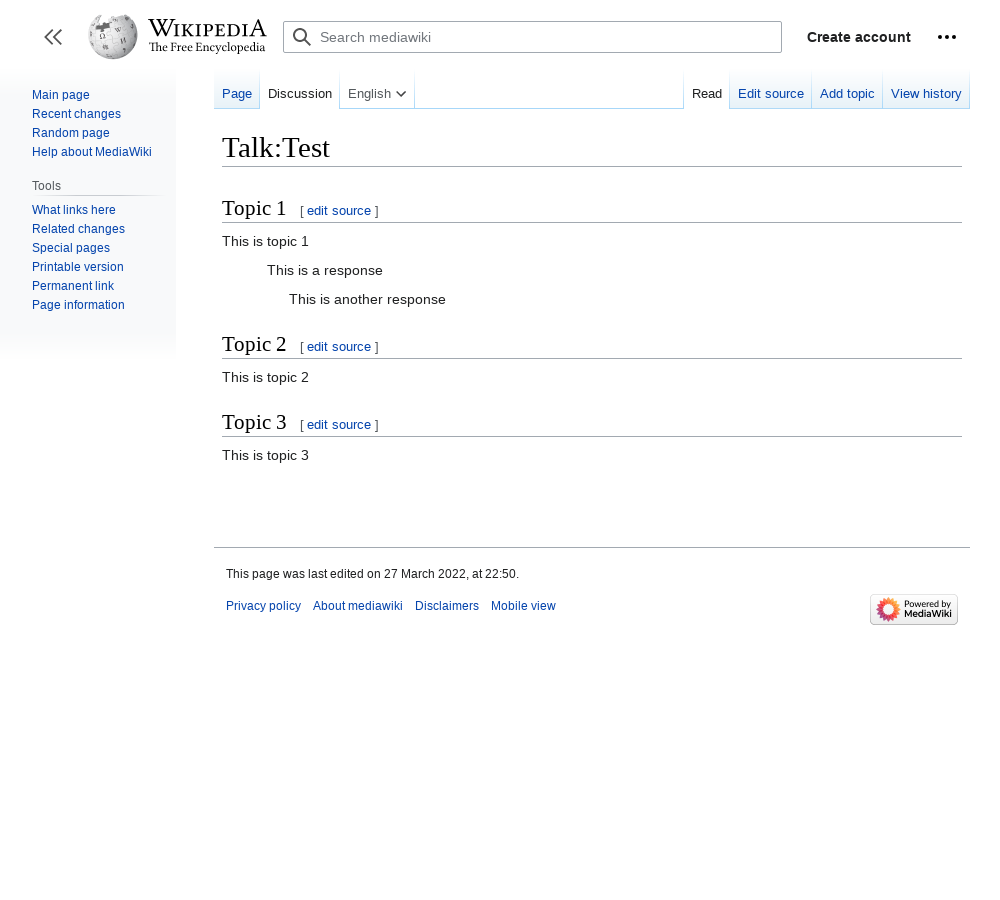 WIKIPEDIA
The Free Encyclopedia
Search mediawiki
Create account
Main page
Recent changes
Random page
Help about MediaWiki
Tools
What links here
Related changes
Special pages
Printable version
Permanent link
Page information
Page Discussion English Read Edit source Add topic View history
Talk:Test
Topic 1 [ edit source ]
This is topic 1
This is a response
This is another response
Topic 2 [ edit source ]
This is topic 2
Topic 3 [ edit source ]
This is topic 3
This page was last edited on 27 March 2022, at 22:50.
Privacy policy About mediawiki Disclaimers Mobile view
Powered by
MediaWiki